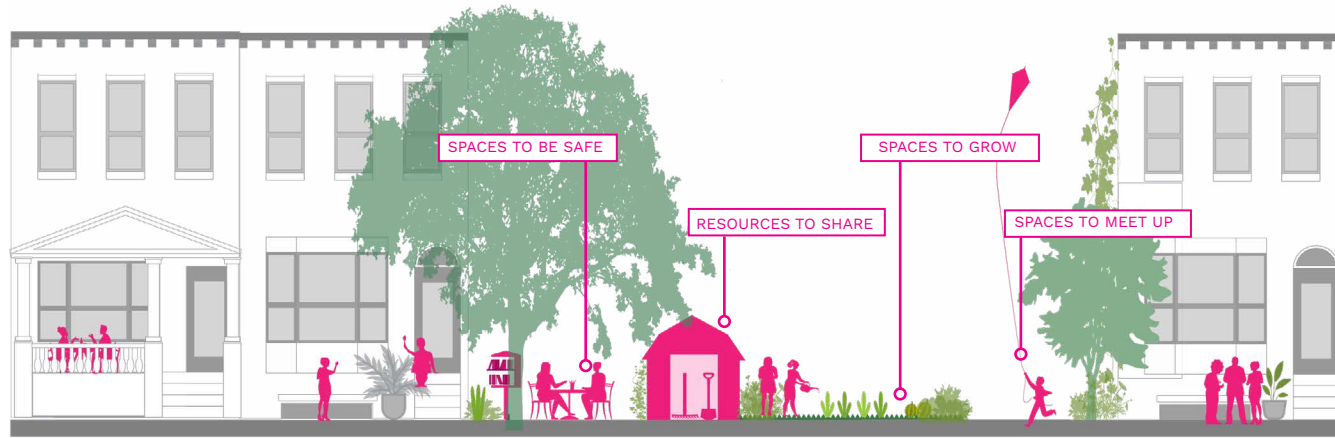 SPACES TO BE SAFE
SPACES TO GROW
RESOURCES TO SHARE
SPACES TO MEET UP